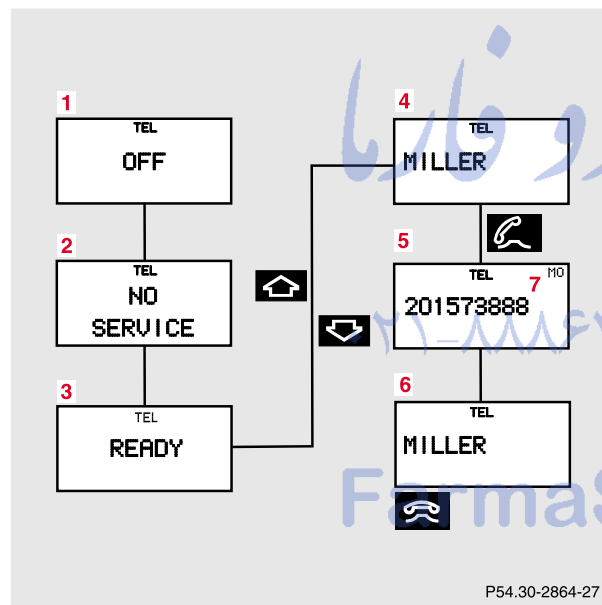 1
TEL
OFF
2
TEL
NO
SERVICE
3
TEL
READY
4
TEL
MILLER
5
TEL
7
MO
201573888
6
TEL
MILLER
P54.30-2864-27